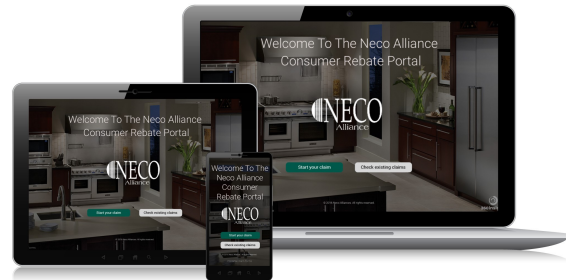 Welcome To The Neco Alliance
Consumer Rebate Portal
NECO
Alliance
Start your claim
Check existing claims
Welcome To The Neco Alliance
Consumer Rebate Portal
NECO
Alliance
Start your claim
Check existing claims
Welcome To The
Neco Alliance
Consumer
Rebate Portal
NECO
Alliance
Start your claim
Check existing claims